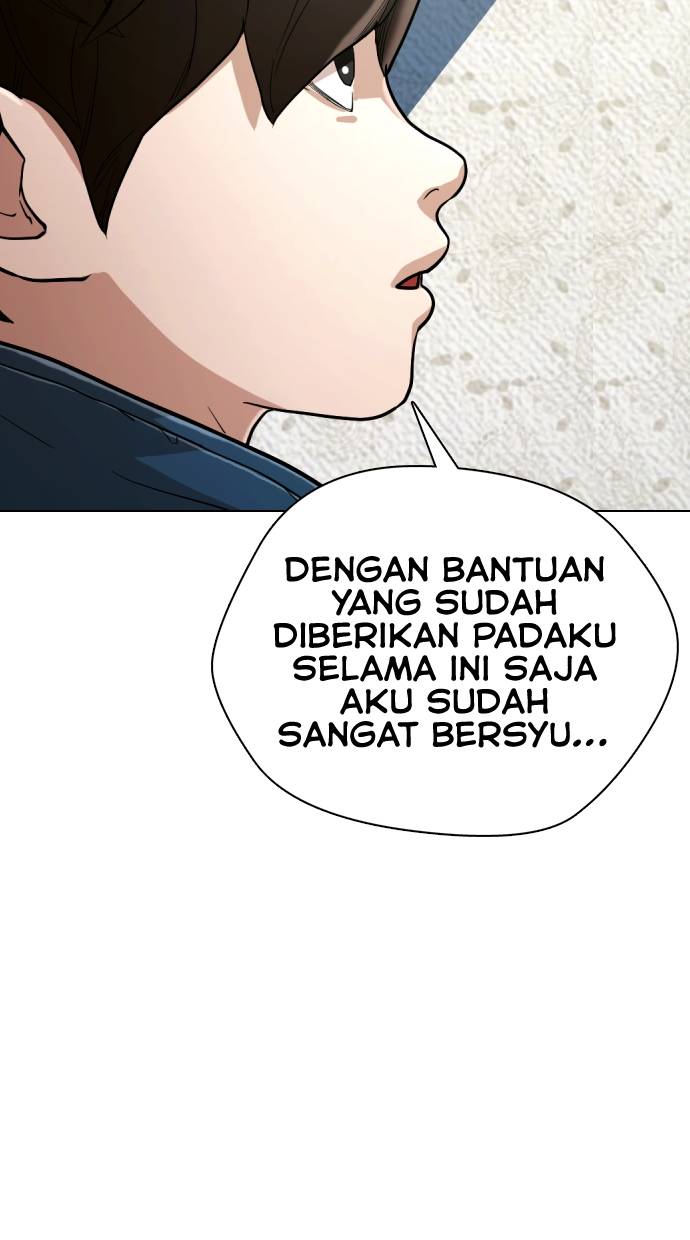 DENGAN BANTUAN
YANG SUDAH
DIBERIKAN PADAKU
SELAMA INI SAJA
AKU SUDAH
SANGAT BERSYU...